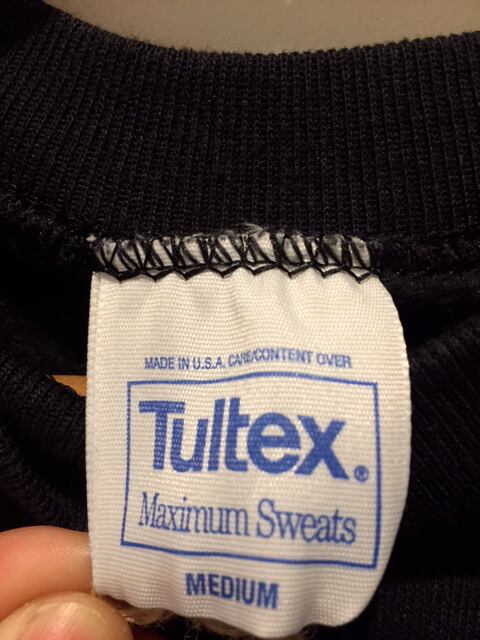 MADE IN U.S.A. CARE/CONTENT OVER
Tultex®
Maximum Sweats
MEDIUM